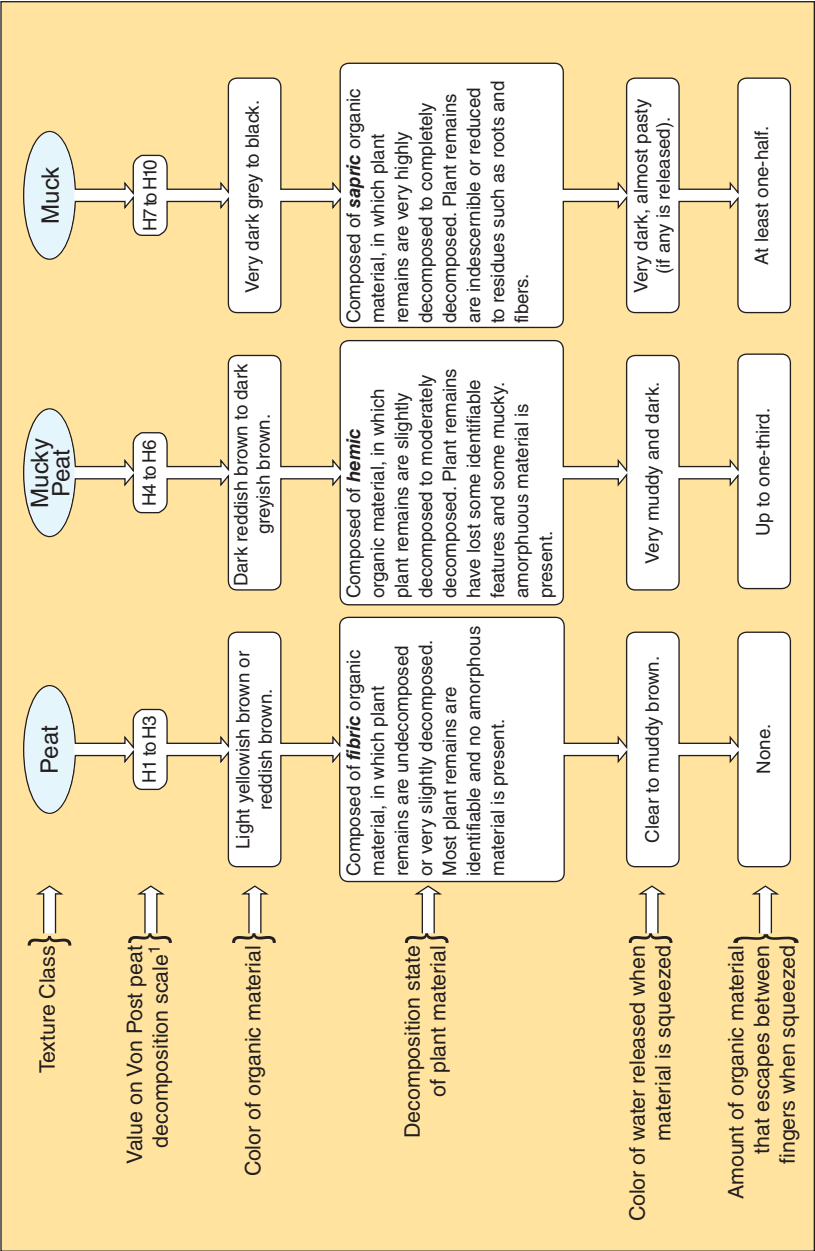 Texture Class
Peat
Mucky
Peat
Muck
Value on Von Post peat
decomposition scale1
H1 to H3
H4 to H6
H7 to H10
Color of organic material
Light yellowish brown or
reddish brown.
Dark reddish brown to dark
greyish brown.
Very dark grey to black.
Decomposition state
of plant material
Composed of fibric organic
material, in which plant
remains are undecomposed
or very slightly decomposed.
Most plant remains are
identifiable and no amorphous
material is present.
Composed of hemic
organic material, in which
plant remains are slightly
decomposed to moderately
decomposed. Plant remains
have lost some identifiable
features and some mucky.
amorphuous material is
present.
Composed of sapric organic
material, in which plant
remains are very highly
decomposed to completely
decomposed. Plant remains
are indescernible or reduced
to residues such as roots and
fibers.
Color of water released when
material is squeezed
Clear to muddy brown.
Very muddy and dark.
Very dark, almost pasty
(if any is released).
Amount of organic material
that escapes between
fingers when squeezed
None.
Up to one-third.
At least one-half.